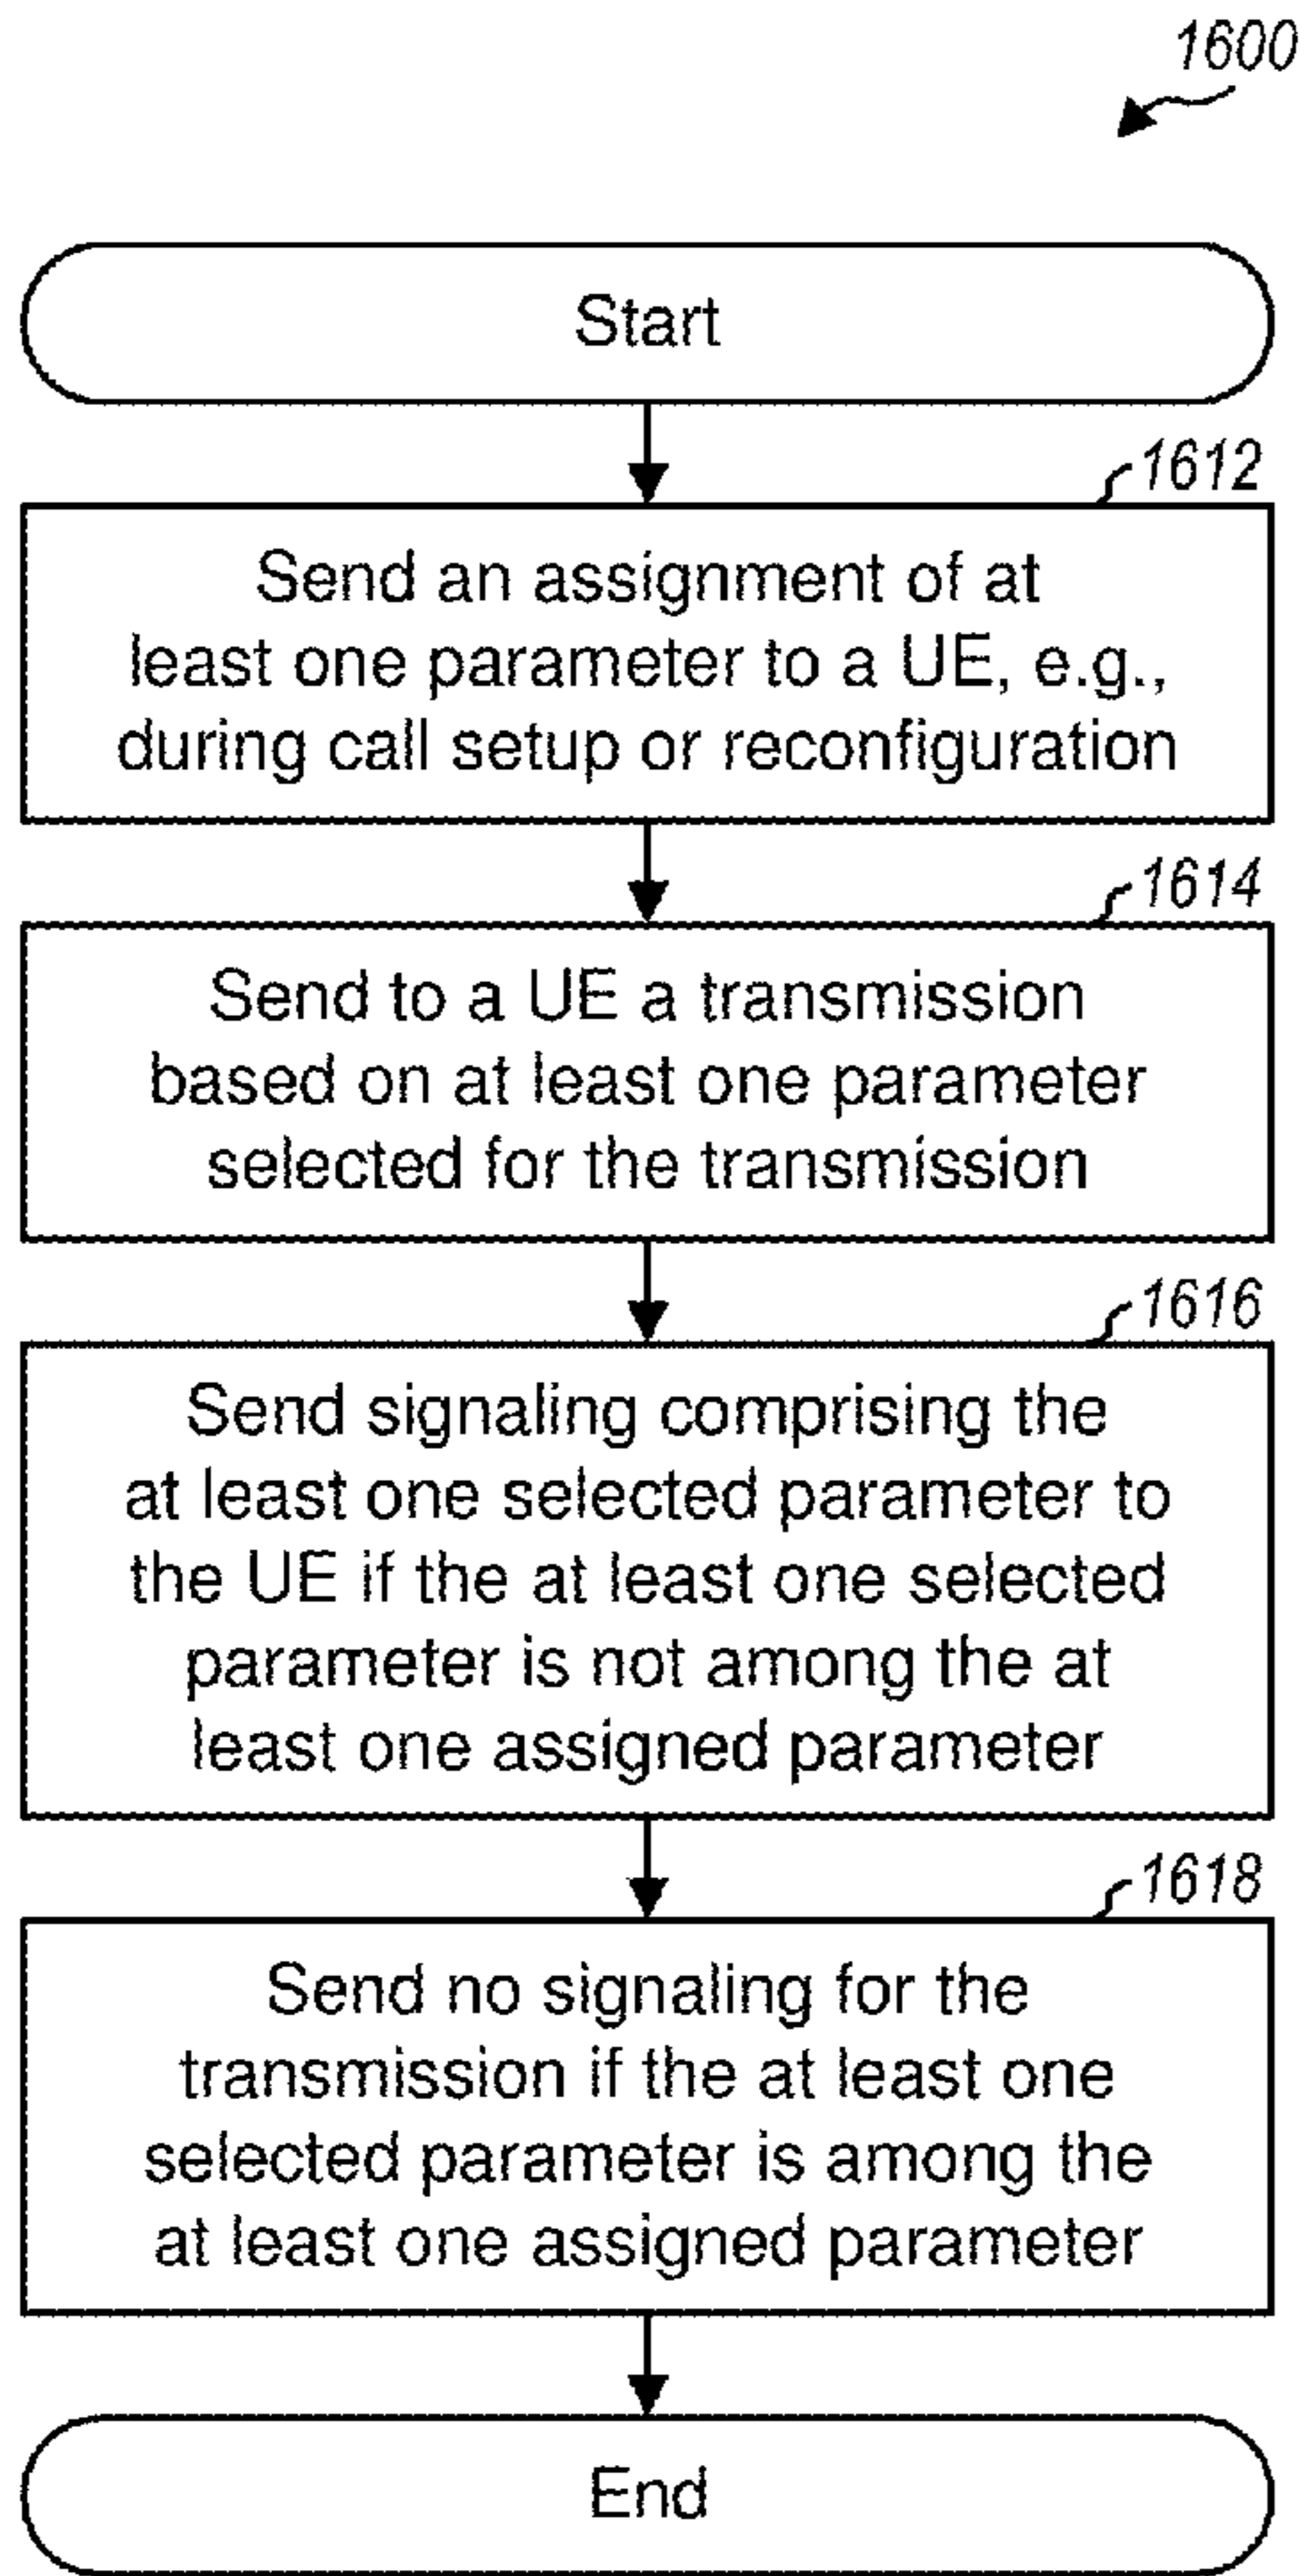 1600
Start
1612
Send an assignment of at
least one parameter to a UE, e.g.,
during call setup or reconfiguration
1614
Send to a UE a transmission
based on at least one parameter
selected for the transmission
1616
Send signaling comprising the
at least one selected parameter to
the UE if the at least one selected
parameter is not among the at
least one assigned parameter
1618
Send no signaling for the
transmission if the at least one
selected parameter is among the
at least one assigned parameter
End